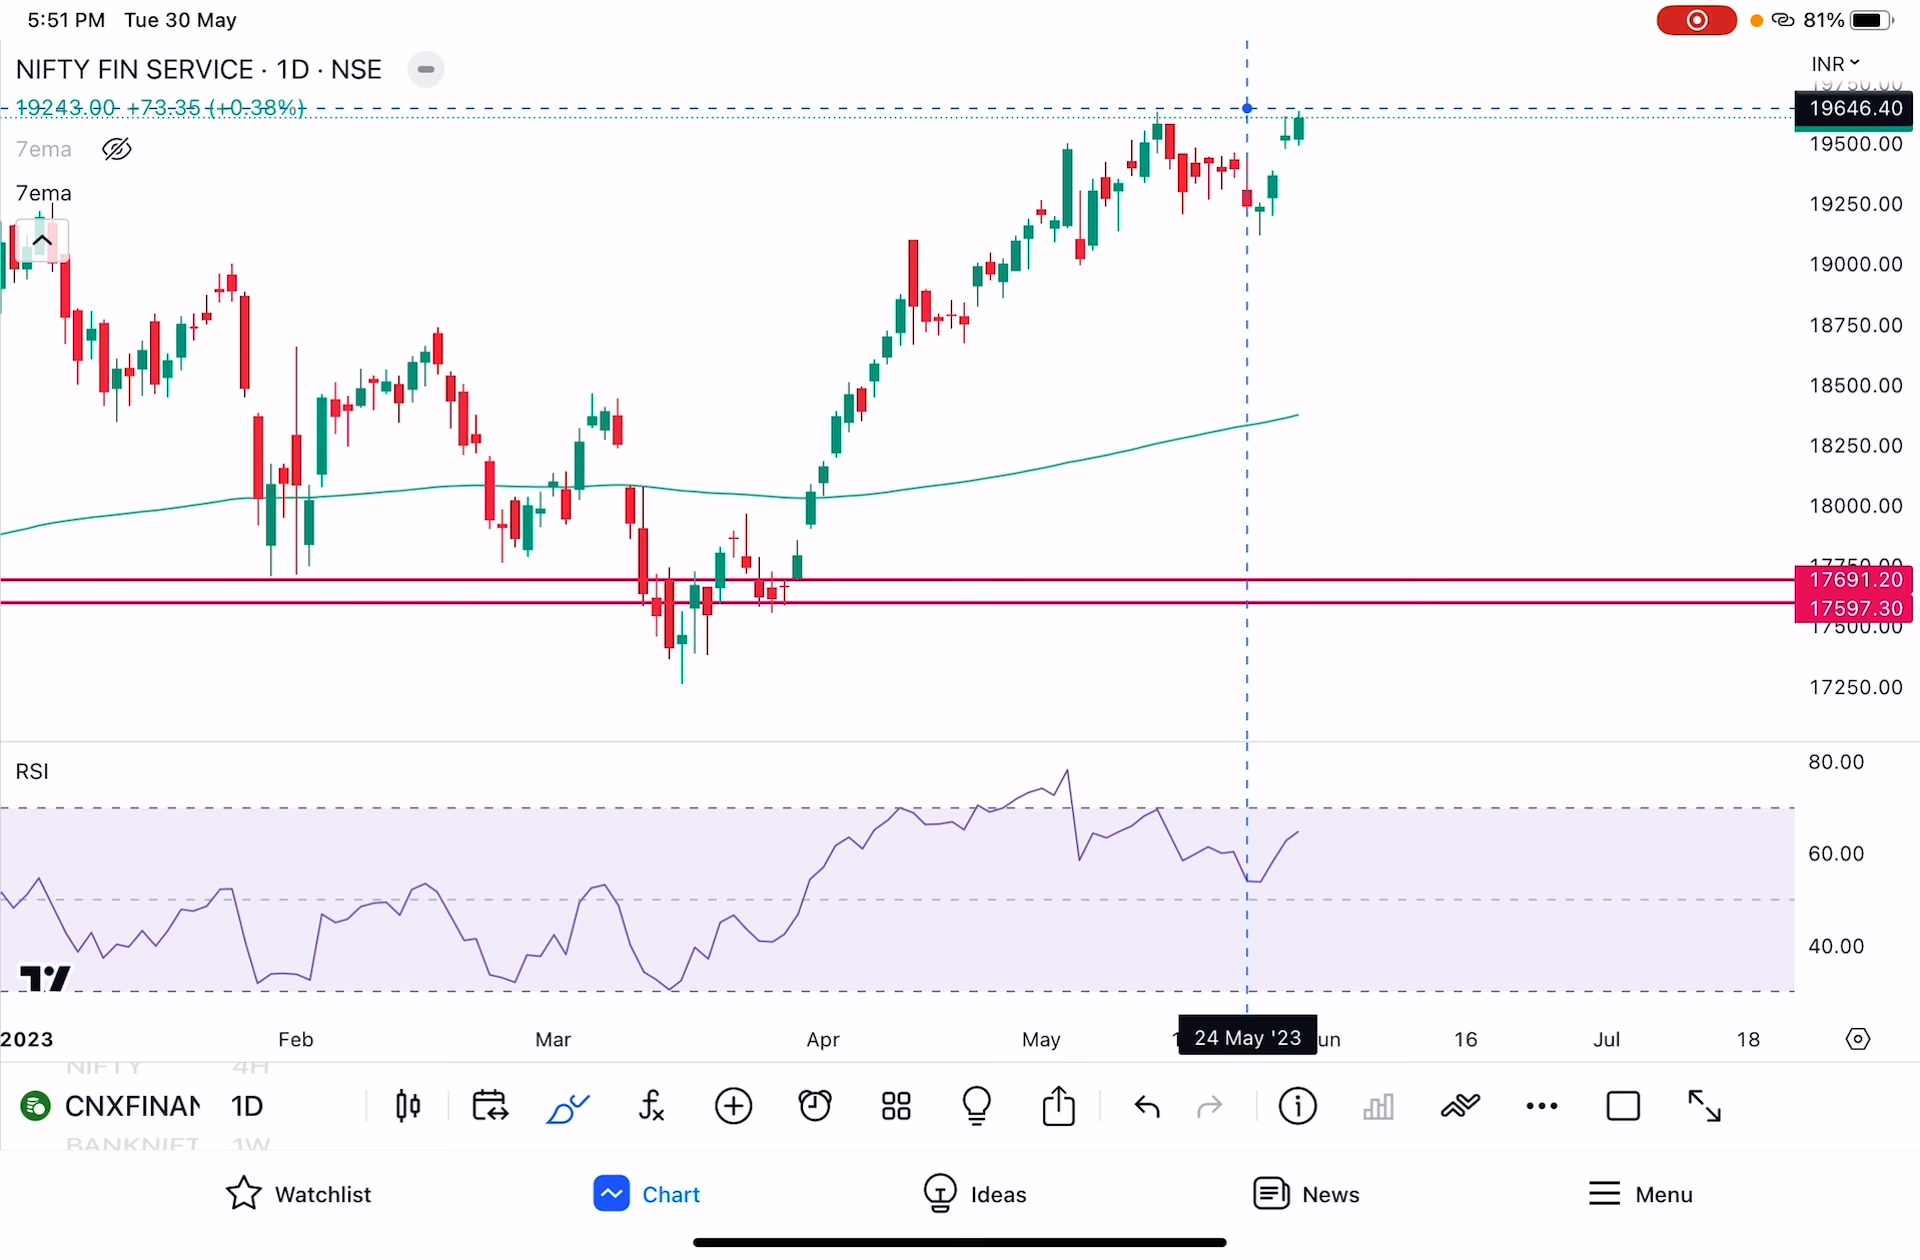 5:51 PM Tue 30 May 81%
NIFTY FIN SERVICE · 1D · NSE
INR
19243.00 +73.35 (+0.38%)
7ema
7ema
19750.00
19646.40
19500.00
19250.00
19000.00
18750.00
18500.00
18250.00
18000.00
17750.00
17691.20
17597.30
17500.00
17250.00
RSI
80.00
60.00
40.00
2023 Feb Mar Apr May 24 May '23 un 16 Jul 18
NIFTY 4H
CNXFINAN 1D
BANKNIFT 1W
Watchlist Chart Ideas News Menu